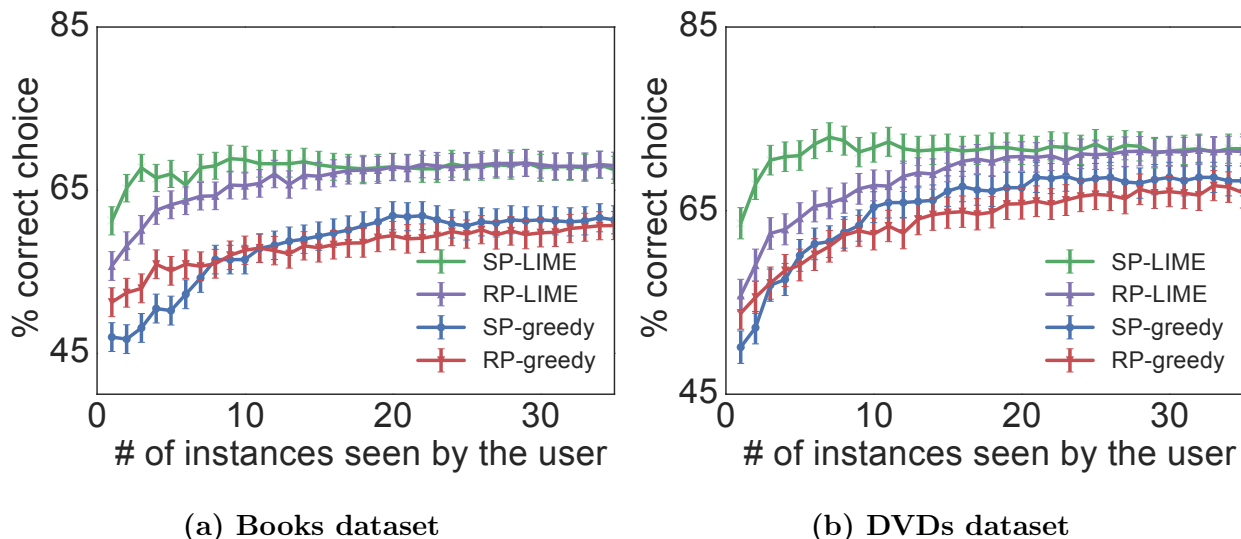 85
65
45
% correct choice
SP-LIME
RP-LIME
SP-greedy
RP-greedy
0 10 20 30
# of instances seen by the user
(a) Books dataset
85
65
45
% correct choice
SP-LIME
RP-LIME
SP-greedy
RP-greedy
0 10 20 30
# of instances seen by the user
(b) DVDs dataset